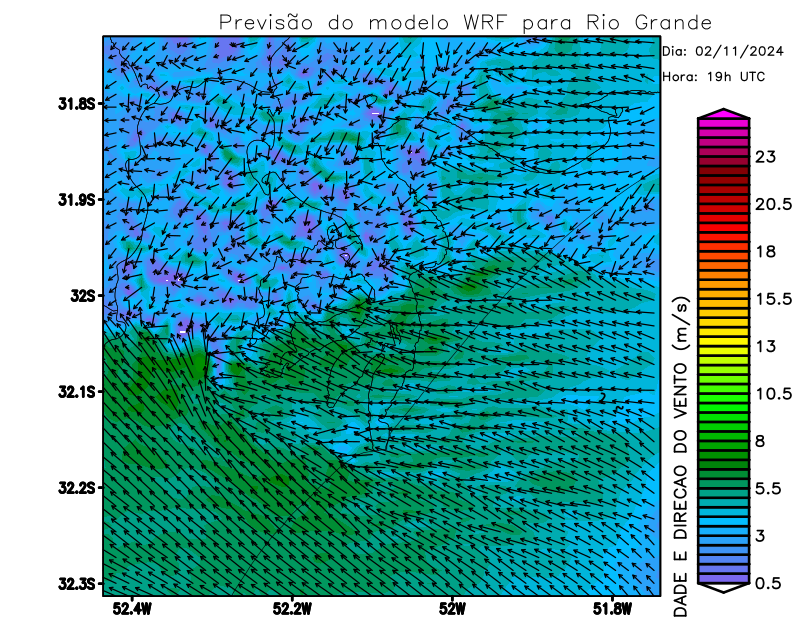 Previsão do modelo WRF para Rio Grande
Dia: 02/11/2024
Hora: 19h UTC
31.8S
31.9S
32S
32.1S
32.2S
32.3S
52.4W
52.2W
52W
51.8W
23
20.5
18
15.5
13
10.5
8
5.5
3
0.5
DADE E DIRECAO DO VENTO (m/s)